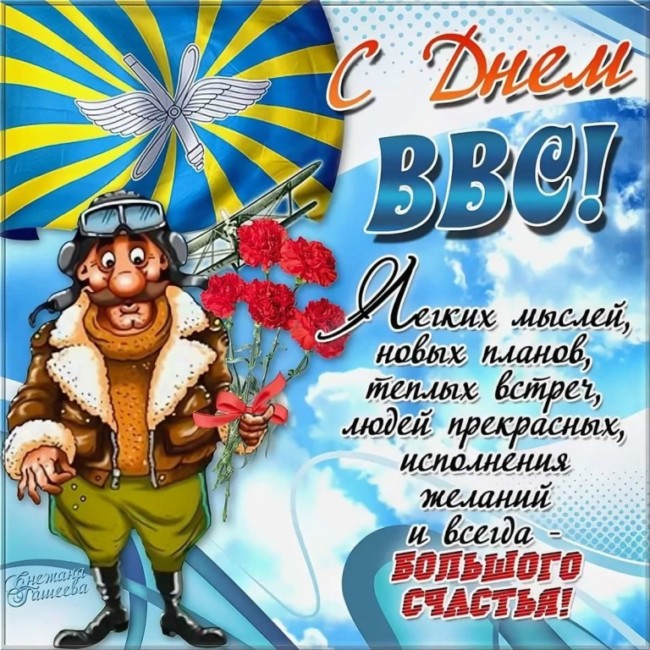 С Днем
ВВС!
Легких мыслей,
новых планов,
теплых встреч,
людей прекрасных,
исполнения
желаний
и всегда -
БОЛЬШОГО
СЧАСТЬЯ!
Снежана
Гашеева